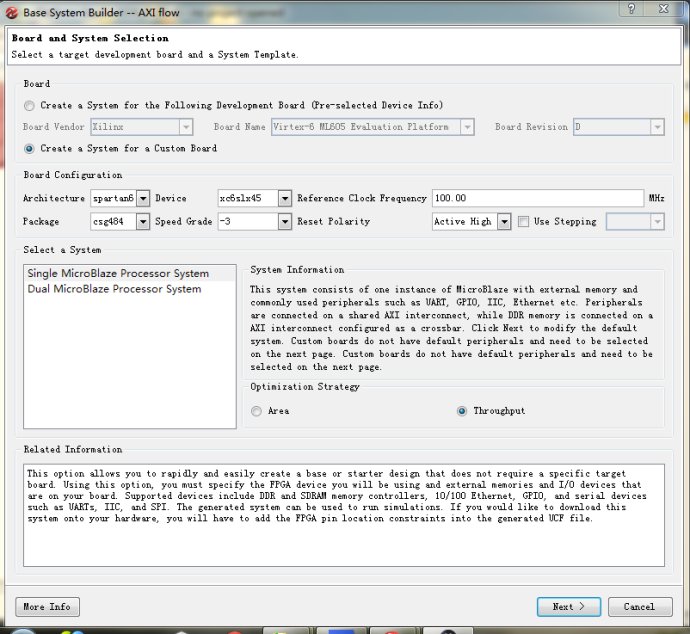 Base System Builder -- AXI flow
Board and System Selection
Select a target development board and a System Template.
Board
Create a System for the Following Development Board (Pre-selected Device Info)
Board Vendor Xilinx Board Name Virtex-6 ML605 Evaluation Platform Board Revision D
Create a System for a Custom Board
Board Configuration
Architecture spartan6 Device xc6slx45 Reference Clock Frequency 100.00 MHz
Package csg484 Speed Grade -3 Reset Polarity Active High Use Stepping
Select a System
Single MicroBlaze Processor System
Dual MicroBlaze Processor System
System Information
This system consists of one instance of MicroBlaze with external memory and
commonly used peripherals such as UART, GPIO, IIC, Ethernet etc. Peripherals
are connected on a shared AXI interconnect, while DDR memory is connected on a
AXI interconnect configured as a crossbar. Click Next to modify the default
system. Custom boards do not have default peripherals and need to be selected
on the next page. Custom boards do not have default peripherals and need to be
selected on the next page.
Optimization Strategy
Area Throughput
Related Information
This option allows you to rapidly and easily create a base or starter design that does not require a specific target
board. Using this option, you must specify the FPGA device you will be using and external memories and I/O devices that
are on your board. Supported devices include DDR and SDRAM memory controllers, 10/100 Ethernet, GPIO, and serial devices
such as UARTs, IIC, and SPI. The generated system can be used to run simulations. If you would like to download this
system onto your hardware, you will have to add the FPGA pin location constraints into the generated UCF file.
More Info Next > Cancel